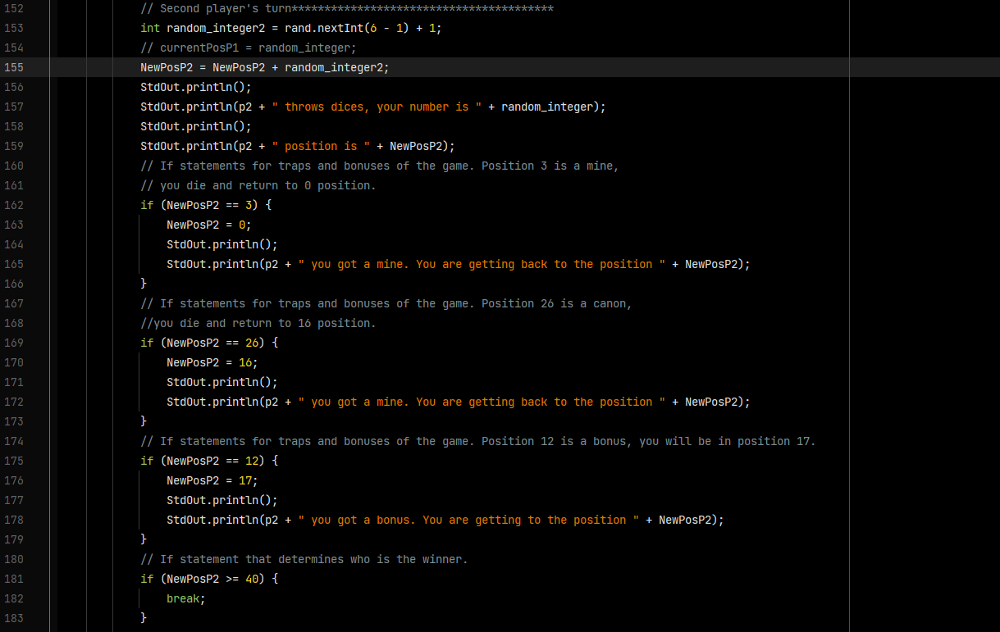 152 // Second player's turn****************************************
153 int random_integer2 = rand.nextInt(6 - 1) + 1;
154 // currentPosP1 = random_integer;
155 NewPosP2 = NewPosP2 + random_integer2;
156 StdOut.println();
157 StdOut.println(p2 + " throws dices, your number is " + random_integer);
158 StdOut.println();
159 StdOut.println(p2 + " position is " + NewPosP2);
160 // If statements for traps and bonuses of the game. Position 3 is a mine,
161 // you die and return to 0 position.
162 if (NewPosP2 == 3) {
163 NewPosP2 = 0;
164 StdOut.println();
165 StdOut.println(p2 + " you got a mine. You are getting back to the position " + NewPosP2);
166 }
167 // If statements for traps and bonuses of the game. Position 26 is a canon,
168 //you die and return to 16 position.
169 if (NewPosP2 == 26) {
170 NewPosP2 = 16;
171 StdOut.println();
172 StdOut.println(p2 + " you got a mine. You are getting back to the position " + NewPosP2);
173 }
174 // If statements for traps and bonuses of the game. Position 12 is a bonus, you will be in position 17.
175 if (NewPosP2 == 12) {
176 NewPosP2 = 17;
177 StdOut.println();
178 StdOut.println(p2 + " you got a bonus. You are getting to the position " + NewPosP2);
179 }
180 // If statement that determines who is the winner.
181 if (NewPosP2 >= 40) {
182 break;
183 }